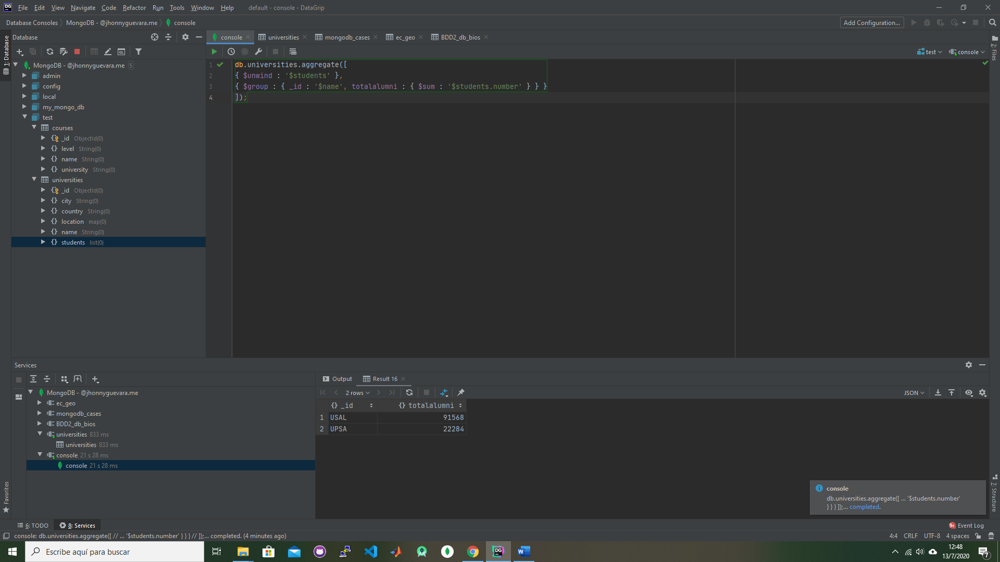 DG File Edit View Navigate Code Refactor Run Tools Window Help default - console - DataGrip
Database Consoles MongoDB - @jhonnyguevara.me console Add Configuration...
1: Database
Database
MongoDB - @jhonnyguevara.me 5
admin
config
local
my_mongo_db
test
courses
_id ObjectId(0)
level String(0)
name String(0)
university String(0)
universities
_id ObjectId(0)
city String(0)
country String(0)
location map(0)
name String(0)
students list(0)
console universities mongodb_cases ec_geo BDD2_db_bios
test console
2: Files
1 db.universities.aggregate([
2 { $unwind : '$students' },
3 { $group : { _id : '$name', totalalumni : { $sum : '$students.number' } } }
4 ]);
Services
MongoDB - @jhonnyguevara.me
ec_geo
mongodb_cases
BDD2_db_bios
universities 833 ms
universities 833 ms
console 21 s 28 ms
console 21 s 28 ms
Output Result 16
2 rows JSON
_id totalalumni
1 USAL 91568
2 UPSA 22284
console
db.universities.aggregate([ ... '$students.number'
} } } ]);... completed.
Favorites
7: Structure
6: TODO 8: Services 9+ Event Log
console: db.universities.aggregate([ // ... '$students.number' } } } // ]);... completed. (4 minutes ago) 4:4 CRLF UTF-8 4 spaces
Escribe aquí para buscar
DG
W
12:48
13/7/2020
7